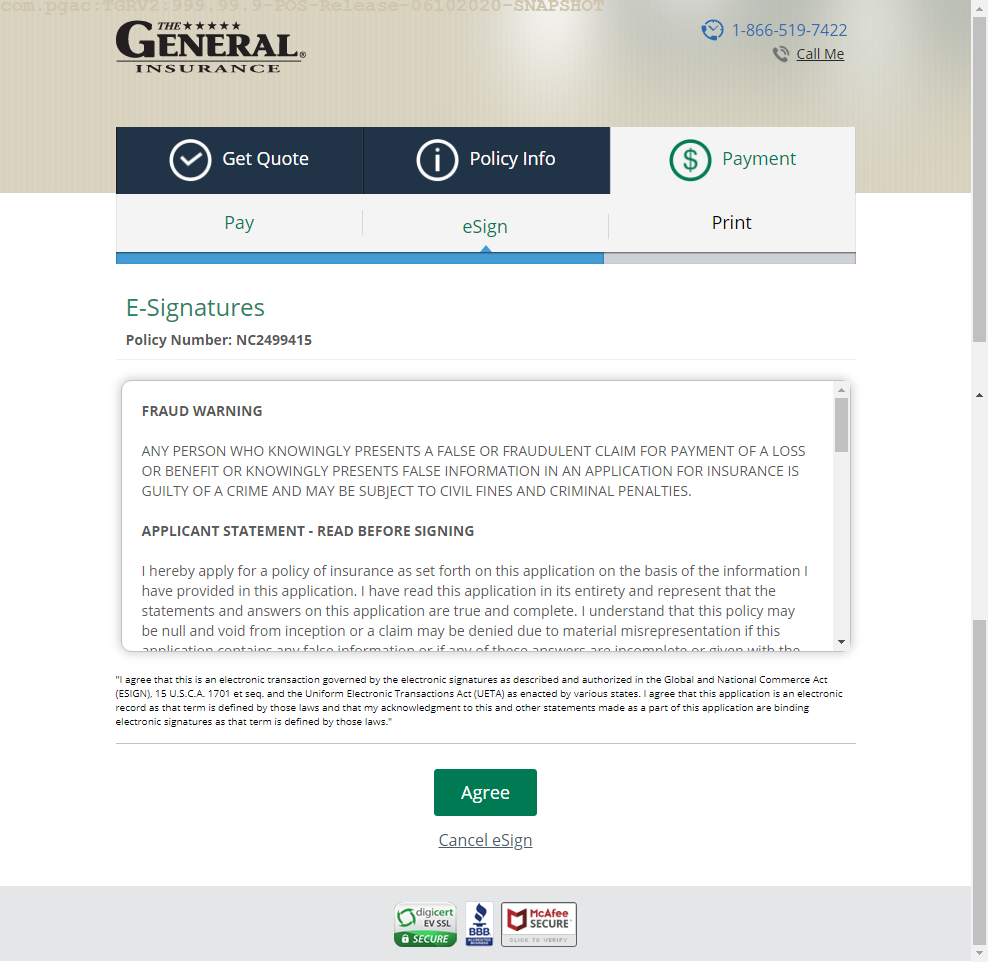 com.pgac:TGRV2:999.99.9-POS-Release-06102020-SNAPSHOT
THE
GENERAL®
INSURANCE
1-866-519-7422
Call Me
Get Quote
Policy Info
Payment
Pay
eSign
Print
E-Signatures
Policy Number: NC2499415
FRAUD WARNING
ANY PERSON WHO KNOWINGLY PRESENTS A FALSE OR FRAUDULENT CLAIM FOR PAYMENT OF A LOSS
OR BENEFIT OR KNOWINGLY PRESENTS FALSE INFORMATION IN AN APPLICATION FOR INSURANCE IS
GUILTY OF A CRIME AND MAY BE SUBJECT TO CIVIL FINES AND CRIMINAL PENALTIES.
APPLICANT STATEMENT - READ BEFORE SIGNING
I hereby apply for a policy of insurance as set forth on this application on the basis of the information I
have provided in this application. I have read this application in its entirety and represent that the
statements and answers on this application are true and complete. I understand that this policy may
be null and void from inception or a claim may be denied due to material misrepresentation if this
application contains any false information or if any of these answers are incomplete or given with the
"I agree that this is an electronic transaction governed by the electronic signatures as described and authorized in the Global and National Commerce Act
(ESIGN), 15 U.S.C.A. 1701 et seq. and the Uniform Electronic Transactions Act (UETA) as enacted by various states. I agree that this application is an electronic
record as that term is defined by those laws and that my acknowledgment to this and other statements made as a part of this application are binding
electronic signatures as that term is defined by those laws."
Agree
Cancel eSign
digicert
EV SSL
SECURE
BBB
ACCREDITED
BUSINESS
McAfee
SECURE
CLICK TO VERIFY